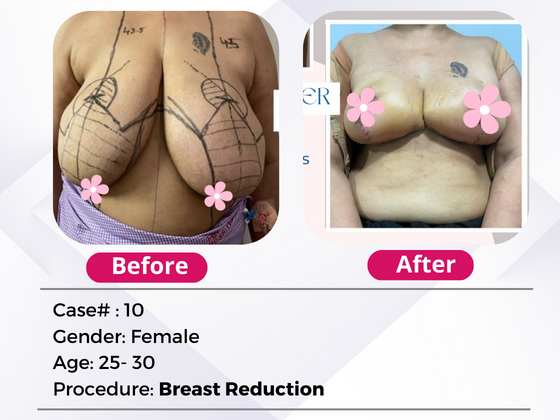 43.5
45
ER
s
Before
After
Case# : 10
Gender: Female
Age: 25- 30
Procedure: Breast Reduction